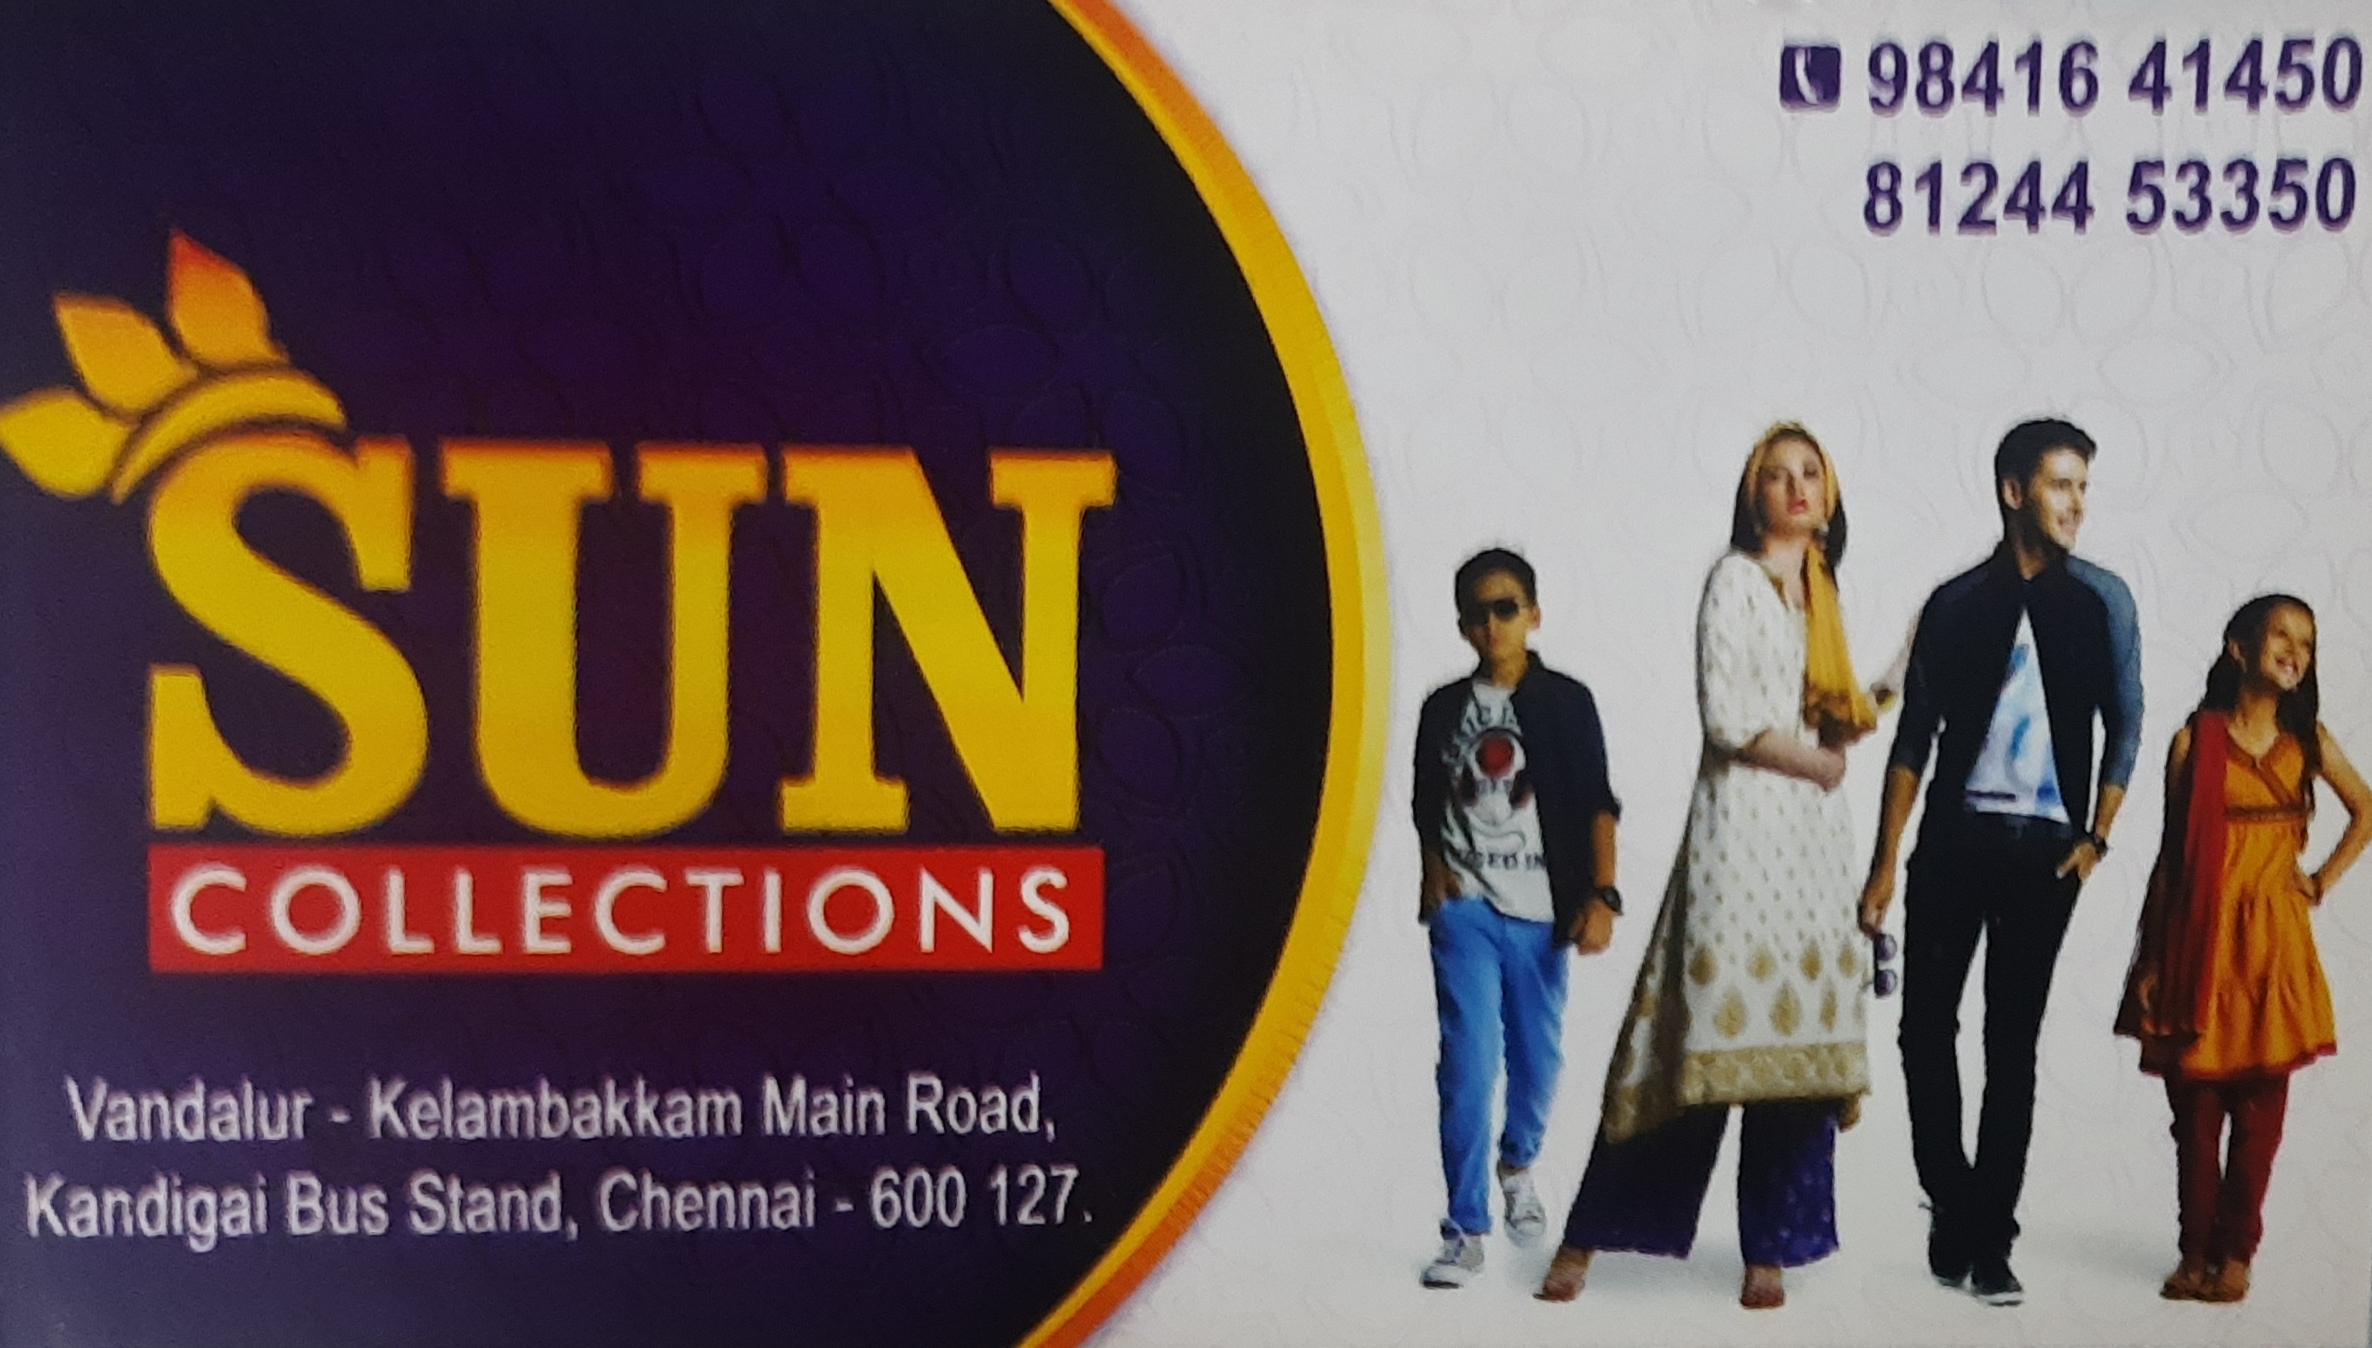 98416 41450
81244 53350
SUN
COLLECTIONS
Vandalur - Kelambakkam Main Road,
Kandigai Bus Stand, Chennai - 600 127.